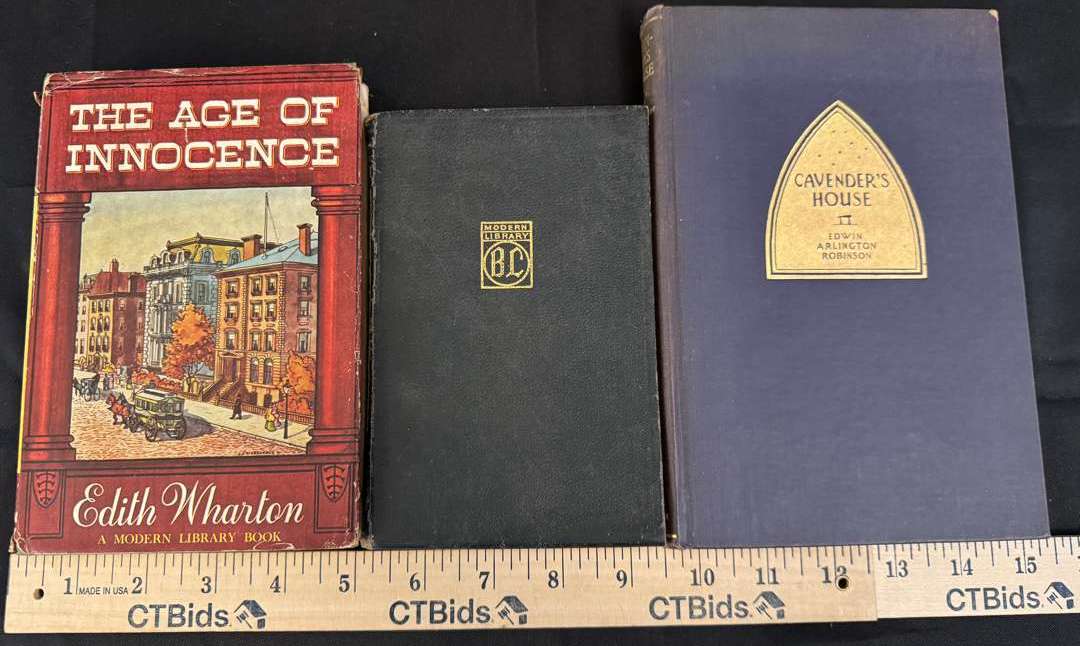 THE AGE OF
INNOCENCE
Edith Wharton
A MODERN LIBRARY BOOK
MODERN
LIBRARY
BL
CAVENDER'S
HOUSE
EDWIN
ARLINGTON
ROBINSON
1 MADE IN USA 2 3 4 5 6 7 8 9 10 11 12 13 14 15
CTBids. CTBids. CTBids. CTBids.